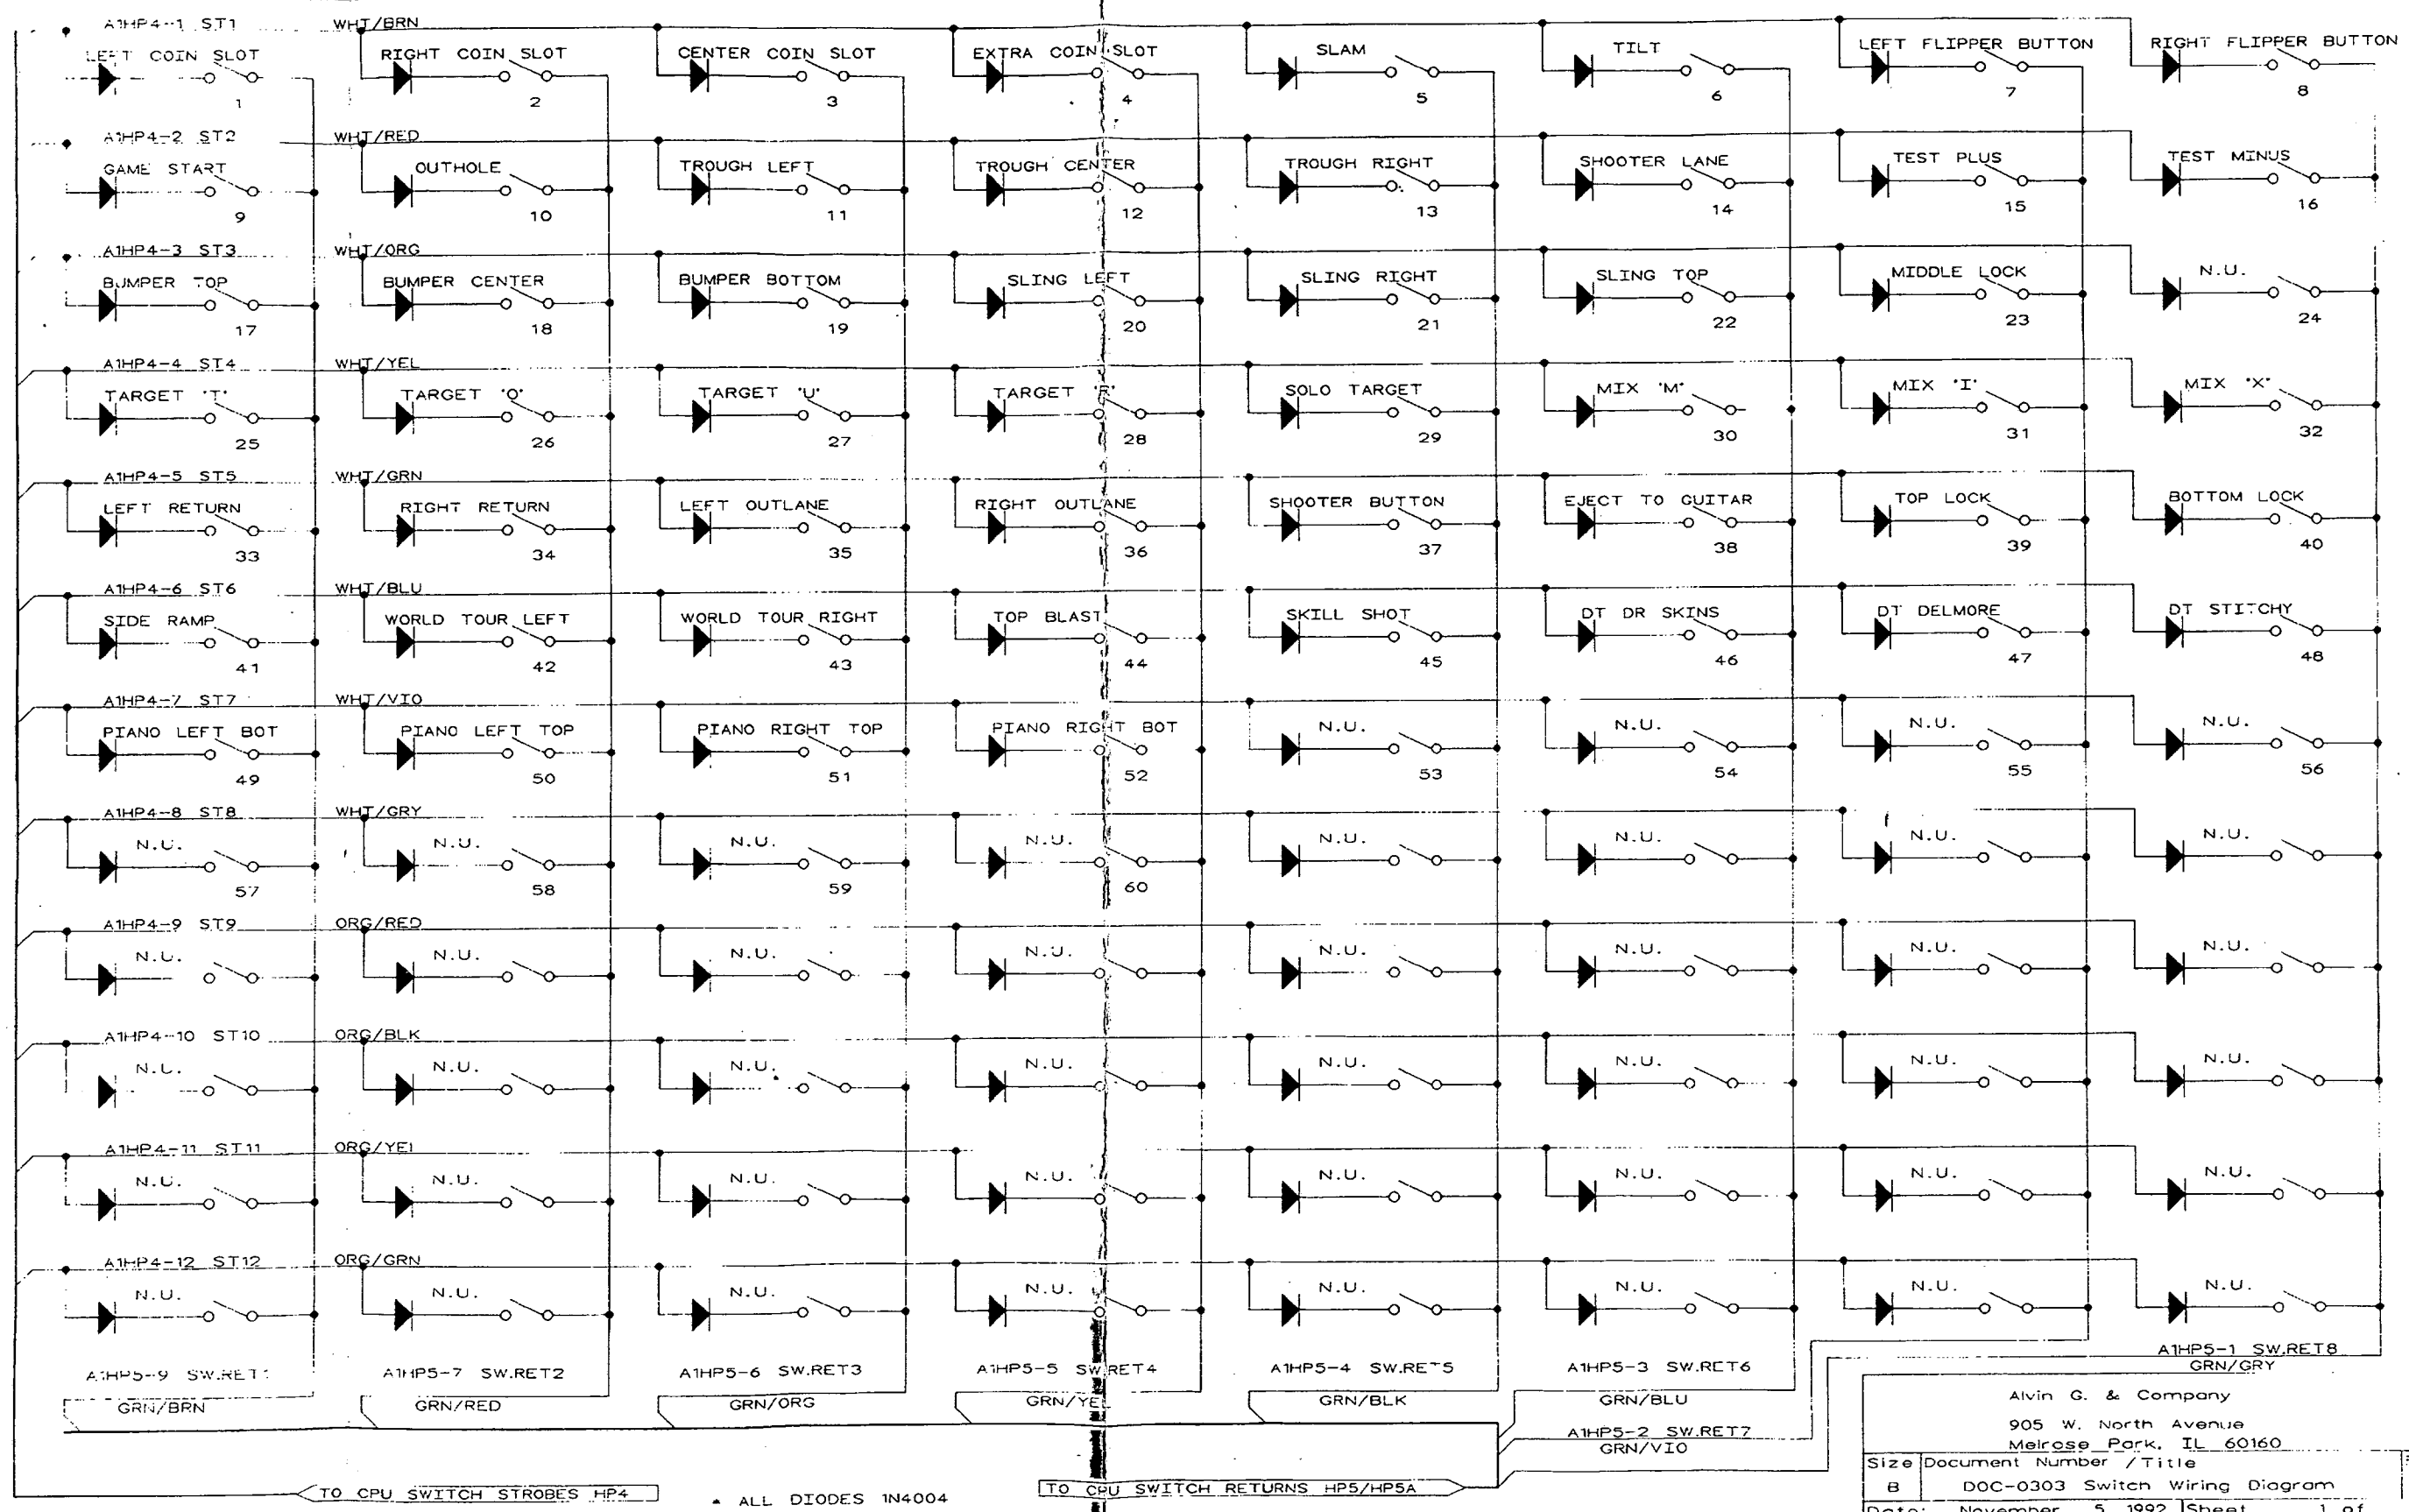 A1HP4-1 ST1 WHT/BRN
LEFT COIN SLOT RIGHT COIN SLOT CENTER COIN SLOT EXTRA COIN SLOT SLAM TILT LEFT FLIPPER BUTTON RIGHT FLIPPER BUTTON
1 2 3 4 5 6 7 8
A1HP4-2 ST2 WHT/RED
GAME START OUTHOLE TROUGH LEFT TROUGH CENTER TROUGH RIGHT SHOOTER LANE TEST PLUS TEST MINUS
9 10 11 12 13 14 15 16
A1HP4-3 ST3 WHT/ORG
BUMPER TOP BUMPER CENTER BUMPER BOTTOM SLING LEFT SLING RIGHT SLING TOP MIDDLE LOCK N.U.
17 18 19 20 21 22 23 24
A1HP4-4 ST4 WHT/YEL
TARGET "T" TARGET "O" TARGET "U" TARGET "R" SOLO TARGET MIX "M" MIX "I" MIX "X"
25 26 27 28 29 30 31 32
A1HP4-5 ST5 WHT/GRN
LEFT RETURN RIGHT RETURN LEFT OUTLANE RIGHT OUTLANE SHOOTER BUTTON EJECT TO GUITAR TOP LOCK BOTTOM LOCK
33 34 35 36 37 38 39 40
A1HP4-6 ST6 WHT/BLU
SIDE RAMP WORLD TOUR LEFT WORLD TOUR RIGHT TOP BLAST SKILL SHOT DT DR SKINS DT DELMORE DT STITCHY
41 42 43 44 45 46 47 48
A1HP4-7 ST7 WHT/VIO
PIANO LEFT BOT PIANO LEFT TOP PIANO RIGHT TOP PIANO RIGHT BOT N.U. N.U. N.U. N.U.
49 50 51 52 53 54 55 56
A1HP4-8 ST8 WHT/GRY
N.U. N.U. N.U. N.U. N.U. N.U. N.U. N.U.
57 58 59 60
A1HP4-9 ST9 ORG/RED
N.U. N.U. N.U. N.U. N.U. N.U. N.U. N.U.
A1HP4-10 ST10 ORG/BLK
N.U. N.U. N.U. N.U. N.U. N.U. N.U. N.U.
A1HP4-11 ST11 ORG/YEL
N.U. N.U. N.U. N.U. N.U. N.U. N.U. N.U.
A1HP4-12 ST12 ORG/GRN
N.U. N.U. N.U. N.U. N.U. N.U. N.U. N.U.
A1HP5-9 SW.RET1 A1HP5-7 SW.RET2 A1HP5-6 SW.RET3 A1HP5-5 SW.RET4 A1HP5-4 SW.RET5 A1HP5-3 SW.RET6 A1HP5-1 SW.RET8
GRN/BRN GRN/RED GRN/ORG GRN/YEL GRN/BLK GRN/BLU GRN/GRY
A1HP5-2 SW.RET7
GRN/VIO
TO CPU SWITCH STROBES HP4
* ALL DIODES 1N4004
TO CPU SWITCH RETURNS HP5/HP5A
Alvin G. & Company
905 W. North Avenue
Melrose Park, IL 60160
Size Document Number / Title
B DOC-0303 Switch Wiring Diagram
Date: November 5, 1992 Sheet 1 of